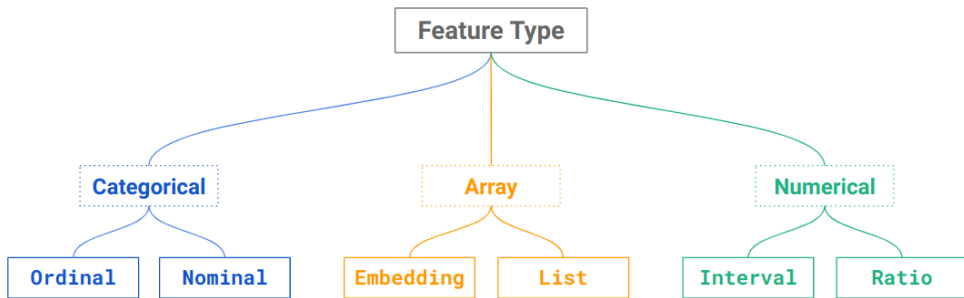 Feature Type
Categorical
Array
Numerical
Ordinal
Nominal
Embedding
List
Interval
Ratio